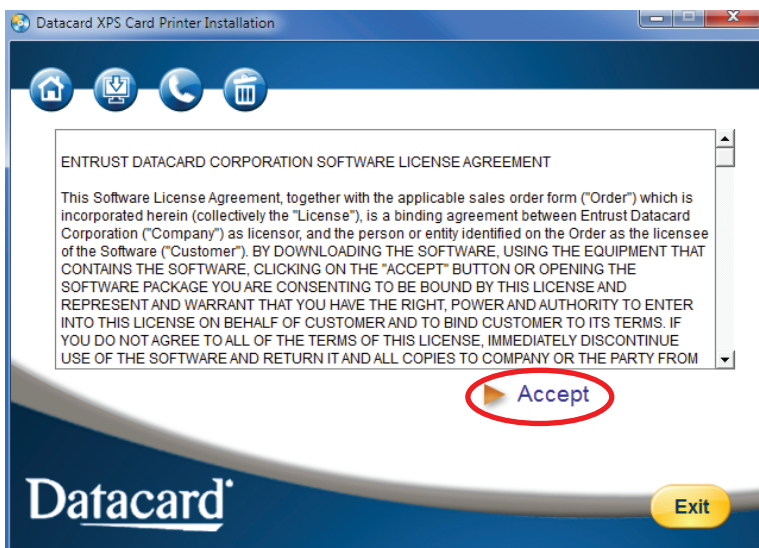 Datacard XPS Card Printer Installation
ENTRUST DATACARD CORPORATION SOFTWARE LICENSE AGREEMENT
This Software License Agreement, together with the applicable sales order form ("Order") which is
incorporated herein (collectively the "License"), is a binding agreement between Entrust Datacard
Corporation ("Company") as licensor, and the person or entity identified on the Order as the licensee
of the Software ("Customer"). BY DOWNLOADING THE SOFTWARE, USING THE EQUIPMENT THAT
CONTAINS THE SOFTWARE, CLICKING ON THE "ACCEPT" BUTTON OR OPENING THE
SOFTWARE PACKAGE YOU ARE CONSENTING TO BE BOUND BY THIS LICENSE AND
REPRESENT AND WARRANT THAT YOU HAVE THE RIGHT, POWER AND AUTHORITY TO ENTER
INTO THIS LICENSE ON BEHALF OF CUSTOMER AND TO BIND CUSTOMER TO ITS TERMS. IF
YOU DO NOT AGREE TO ALL OF THE TERMS OF THIS LICENSE, IMMEDIATELY DISCONTINUE
USE OF THE SOFTWARE AND RETURN IT AND ALL COPIES TO COMPANY OR THE PARTY FROM
Accept
Datacard
Exit